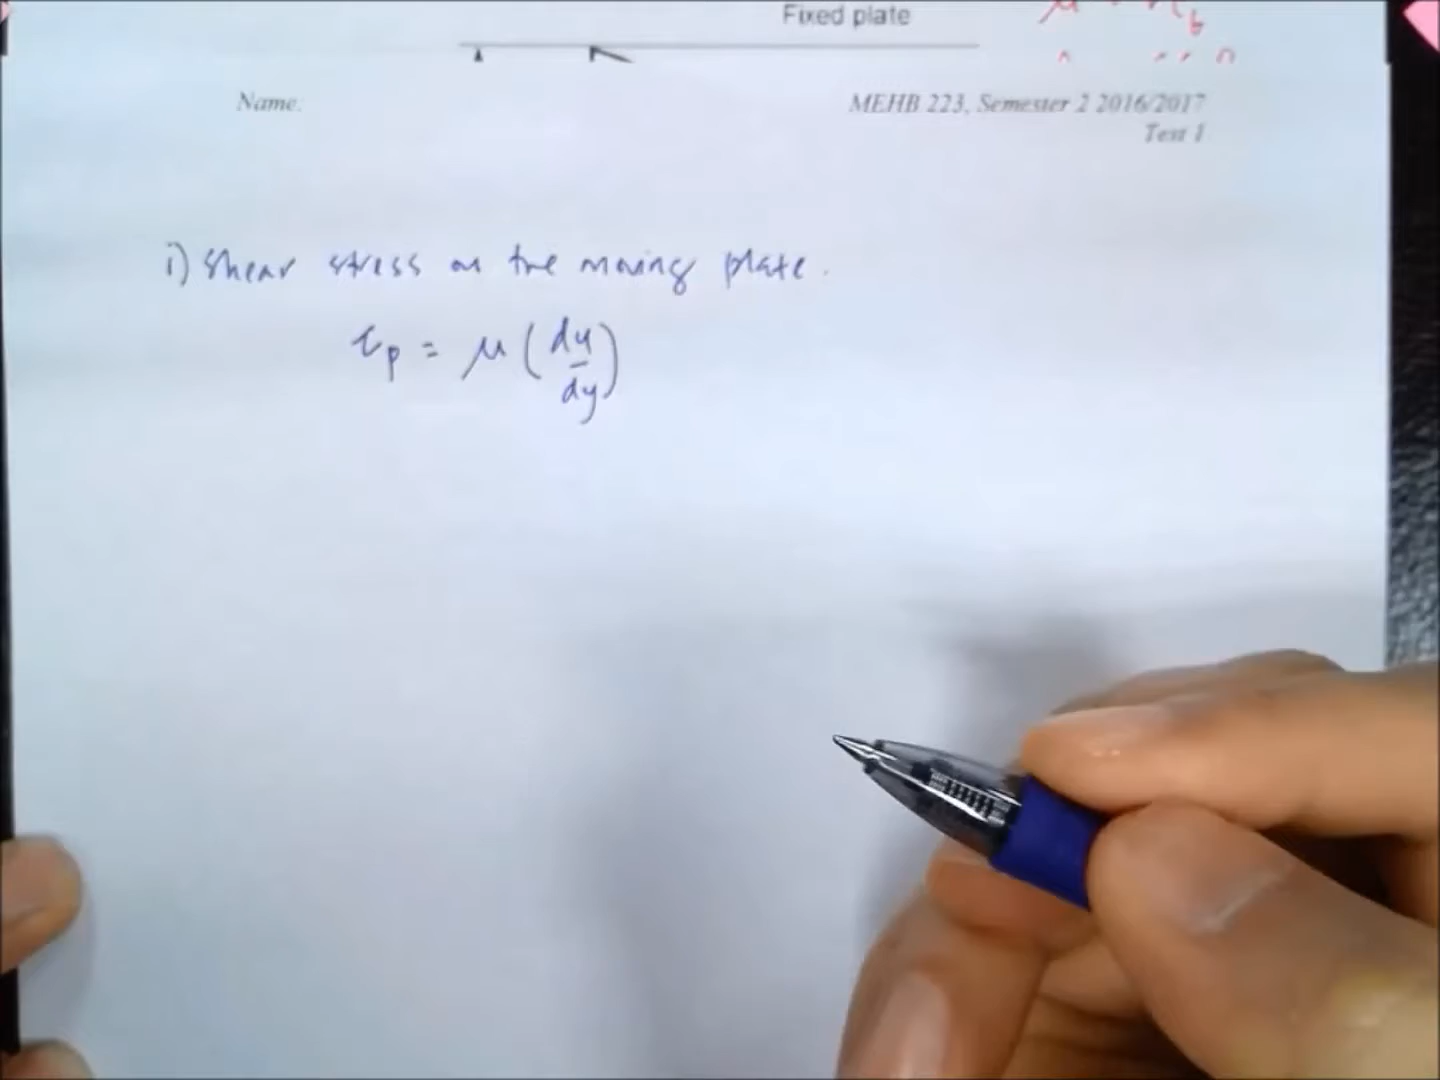 Fixed plate
Name:
MEHB 223, Semester 2 2016/2017
Test 1
i) Shear stress on the moving plate.
τp = μ (du/dy)